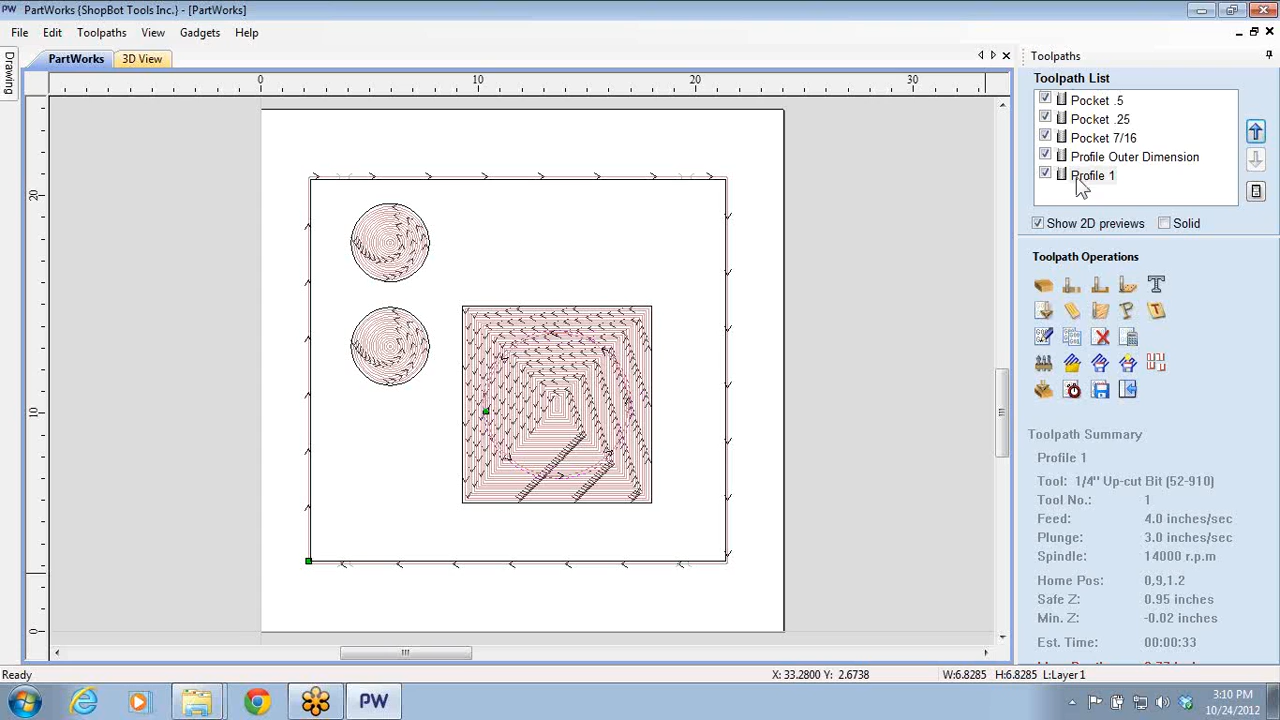 PW PartWorks {ShopBot Tools Inc.} - [PartWorks]
File Edit Toolpaths View Gadgets Help
Drawing
PartWorks 3D View
Toolpaths
0 10 20 30
20
10
0
Toolpath List
Pocket .5
Pocket .25
Pocket 7/16
Profile Outer Dimension
Profile 1
Show 2D previews Solid
Toolpath Operations
Toolpath Summary
Profile 1
Tool: 1/4" Up-cut Bit (52-910)
Tool No.: 1
Feed: 4.0 inches/sec
Plunge: 3.0 inches/sec
Spindle: 14000 r.p.m
Home Pos: 0,9,1.2
Safe Z: 0.95 inches
Min. Z: -0.02 inches
Est. Time: 00:00:33
Ready
X: 33.2800 Y: 2.6738
W:6.8285 H:6.8285 L:Layer1
PW
3:10 PM
10/24/2012